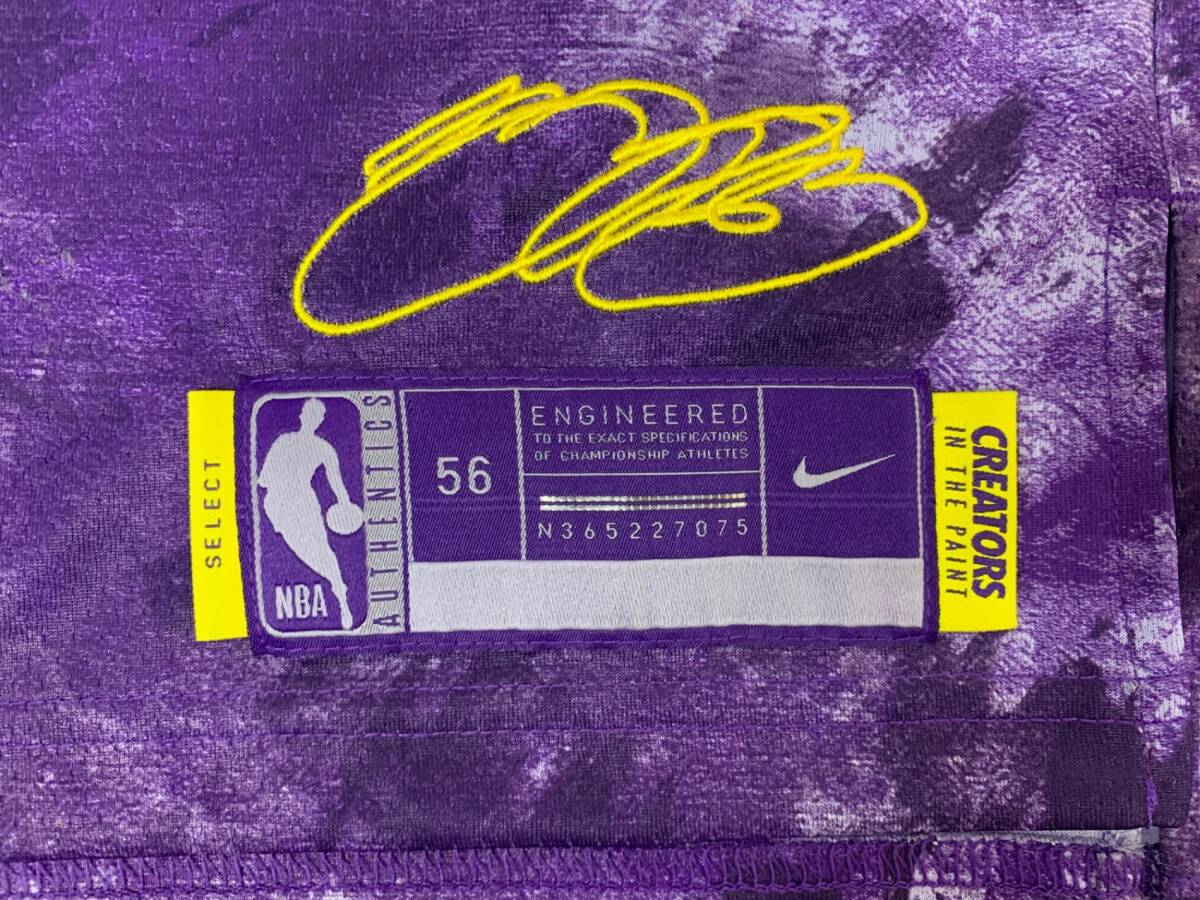 SELECT
NBA
AUTHENTICS
56
ENGINEERED
TO THE EXACT SPECIFICATIONS
OF CHAMPIONSHIP ATHLETES
N365227075
CREATORS
IN THE PAINT